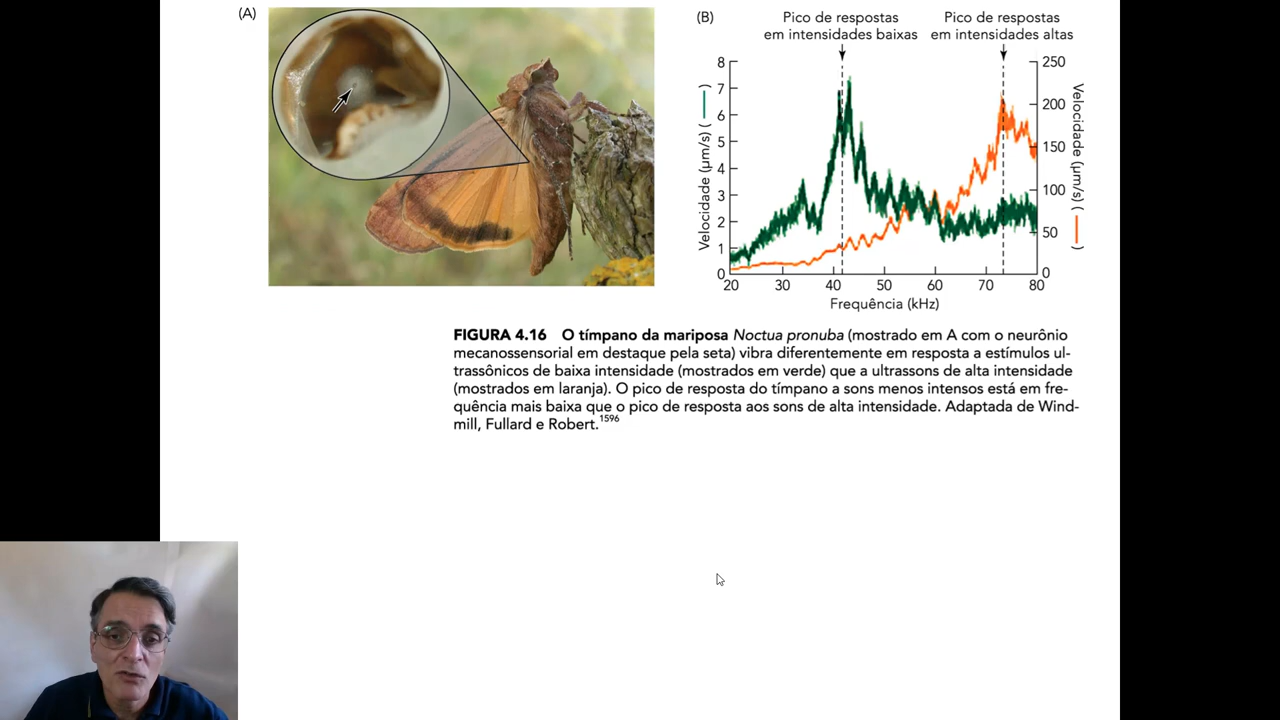 (A)
(B)
Pico de respostas
em intensidades baixas
Pico de respostas
em intensidades altas
8
7
6
5
4
3
2
1
0
Velocidade (µm/s) ( )
250
200
150
100
50
0
Velocidade (µm/s) ( )
20
30
40
50
60
70
80
Frequência (kHz)
FIGURA 4.16 O tímpano da mariposa Noctua pronuba (mostrado em A com o neurônio
mecanossensorial em destaque pela seta) vibra diferentemente em resposta a estímulos ul-
trassônicos de baixa intensidade (mostrados em verde) que a ultrassons de alta intensidade
(mostrados em laranja). O pico de resposta do tímpano a sons menos intensos está em fre-
quência mais baixa que o pico de resposta aos sons de alta intensidade. Adaptada de Wind-
mill, Fullard e Robert.1596